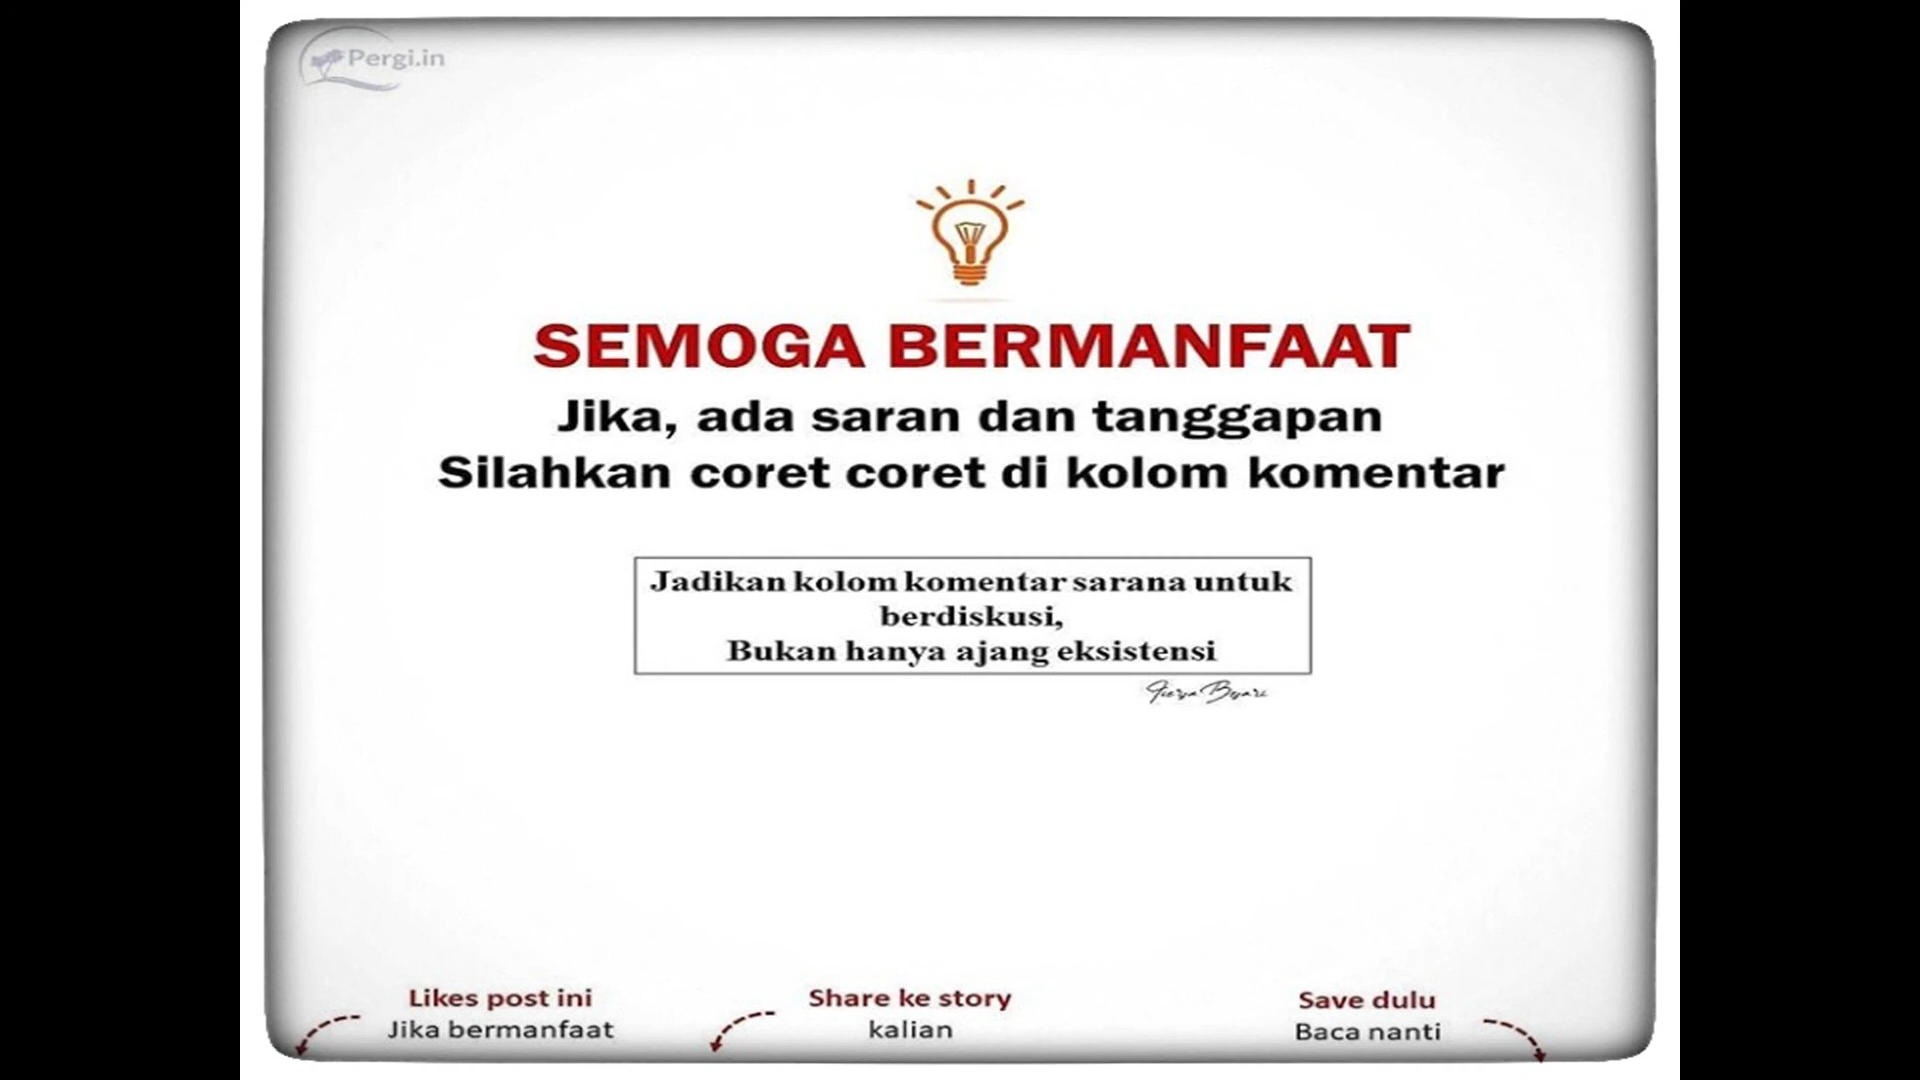 Pergi.in
SEMOGA BERMANFAAT
Jika, ada saran dan tanggapan
Silahkan coret coret di kolom komentar
Jadikan kolom komentar sarana untuk
berdiskusi,
Bukan hanya ajang eksistensi
Likes post ini
Jika bermanfaat
Share ke story
kalian
Save dulu
Baca nanti